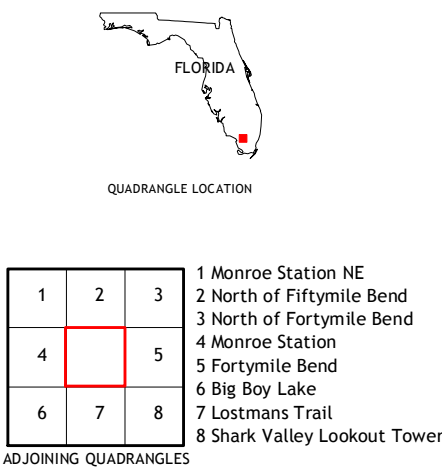 FLORIDA
QUADRANGLE LOCATION
1 2 3
4 5
6 7 8
1 Monroe Station NE
2 North of Fiftymile Bend
3 North of Fortymile Bend
4 Monroe Station
5 Fortymile Bend
6 Big Boy Lake
7 Lostmans Trail
8 Shark Valley Lookout Tower
ADJOINING QUADRANGLES